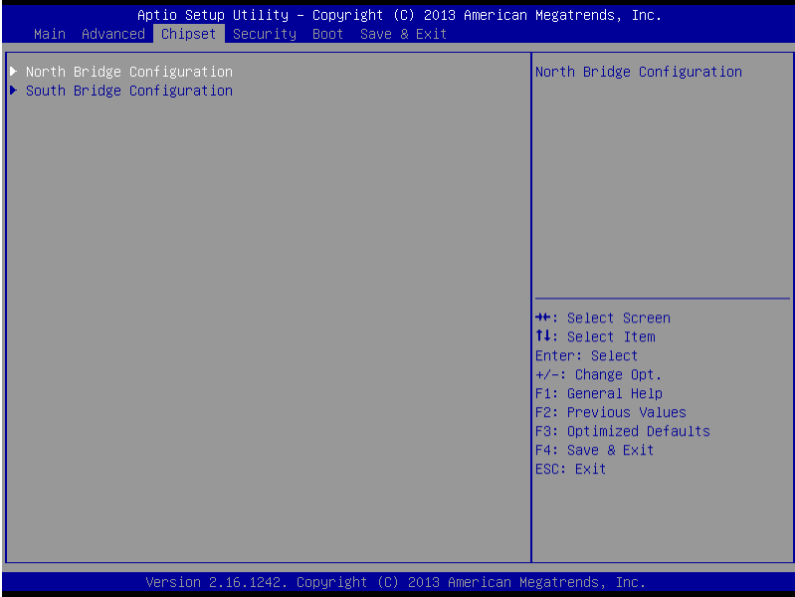 Aptio Setup Utility – Copyright (C) 2013 American Megatrends, Inc.
Main Advanced Chipset Security Boot Save & Exit
▶ North Bridge Configuration
▶ South Bridge Configuration
North Bridge Configuration
→←: Select Screen
↑↓: Select Item
Enter: Select
+/-: Change Opt.
F1: General Help
F2: Previous Values
F3: Optimized Defaults
F4: Save & Exit
ESC: Exit
Version 2.16.1242. Copyright (C) 2013 American Megatrends, Inc.